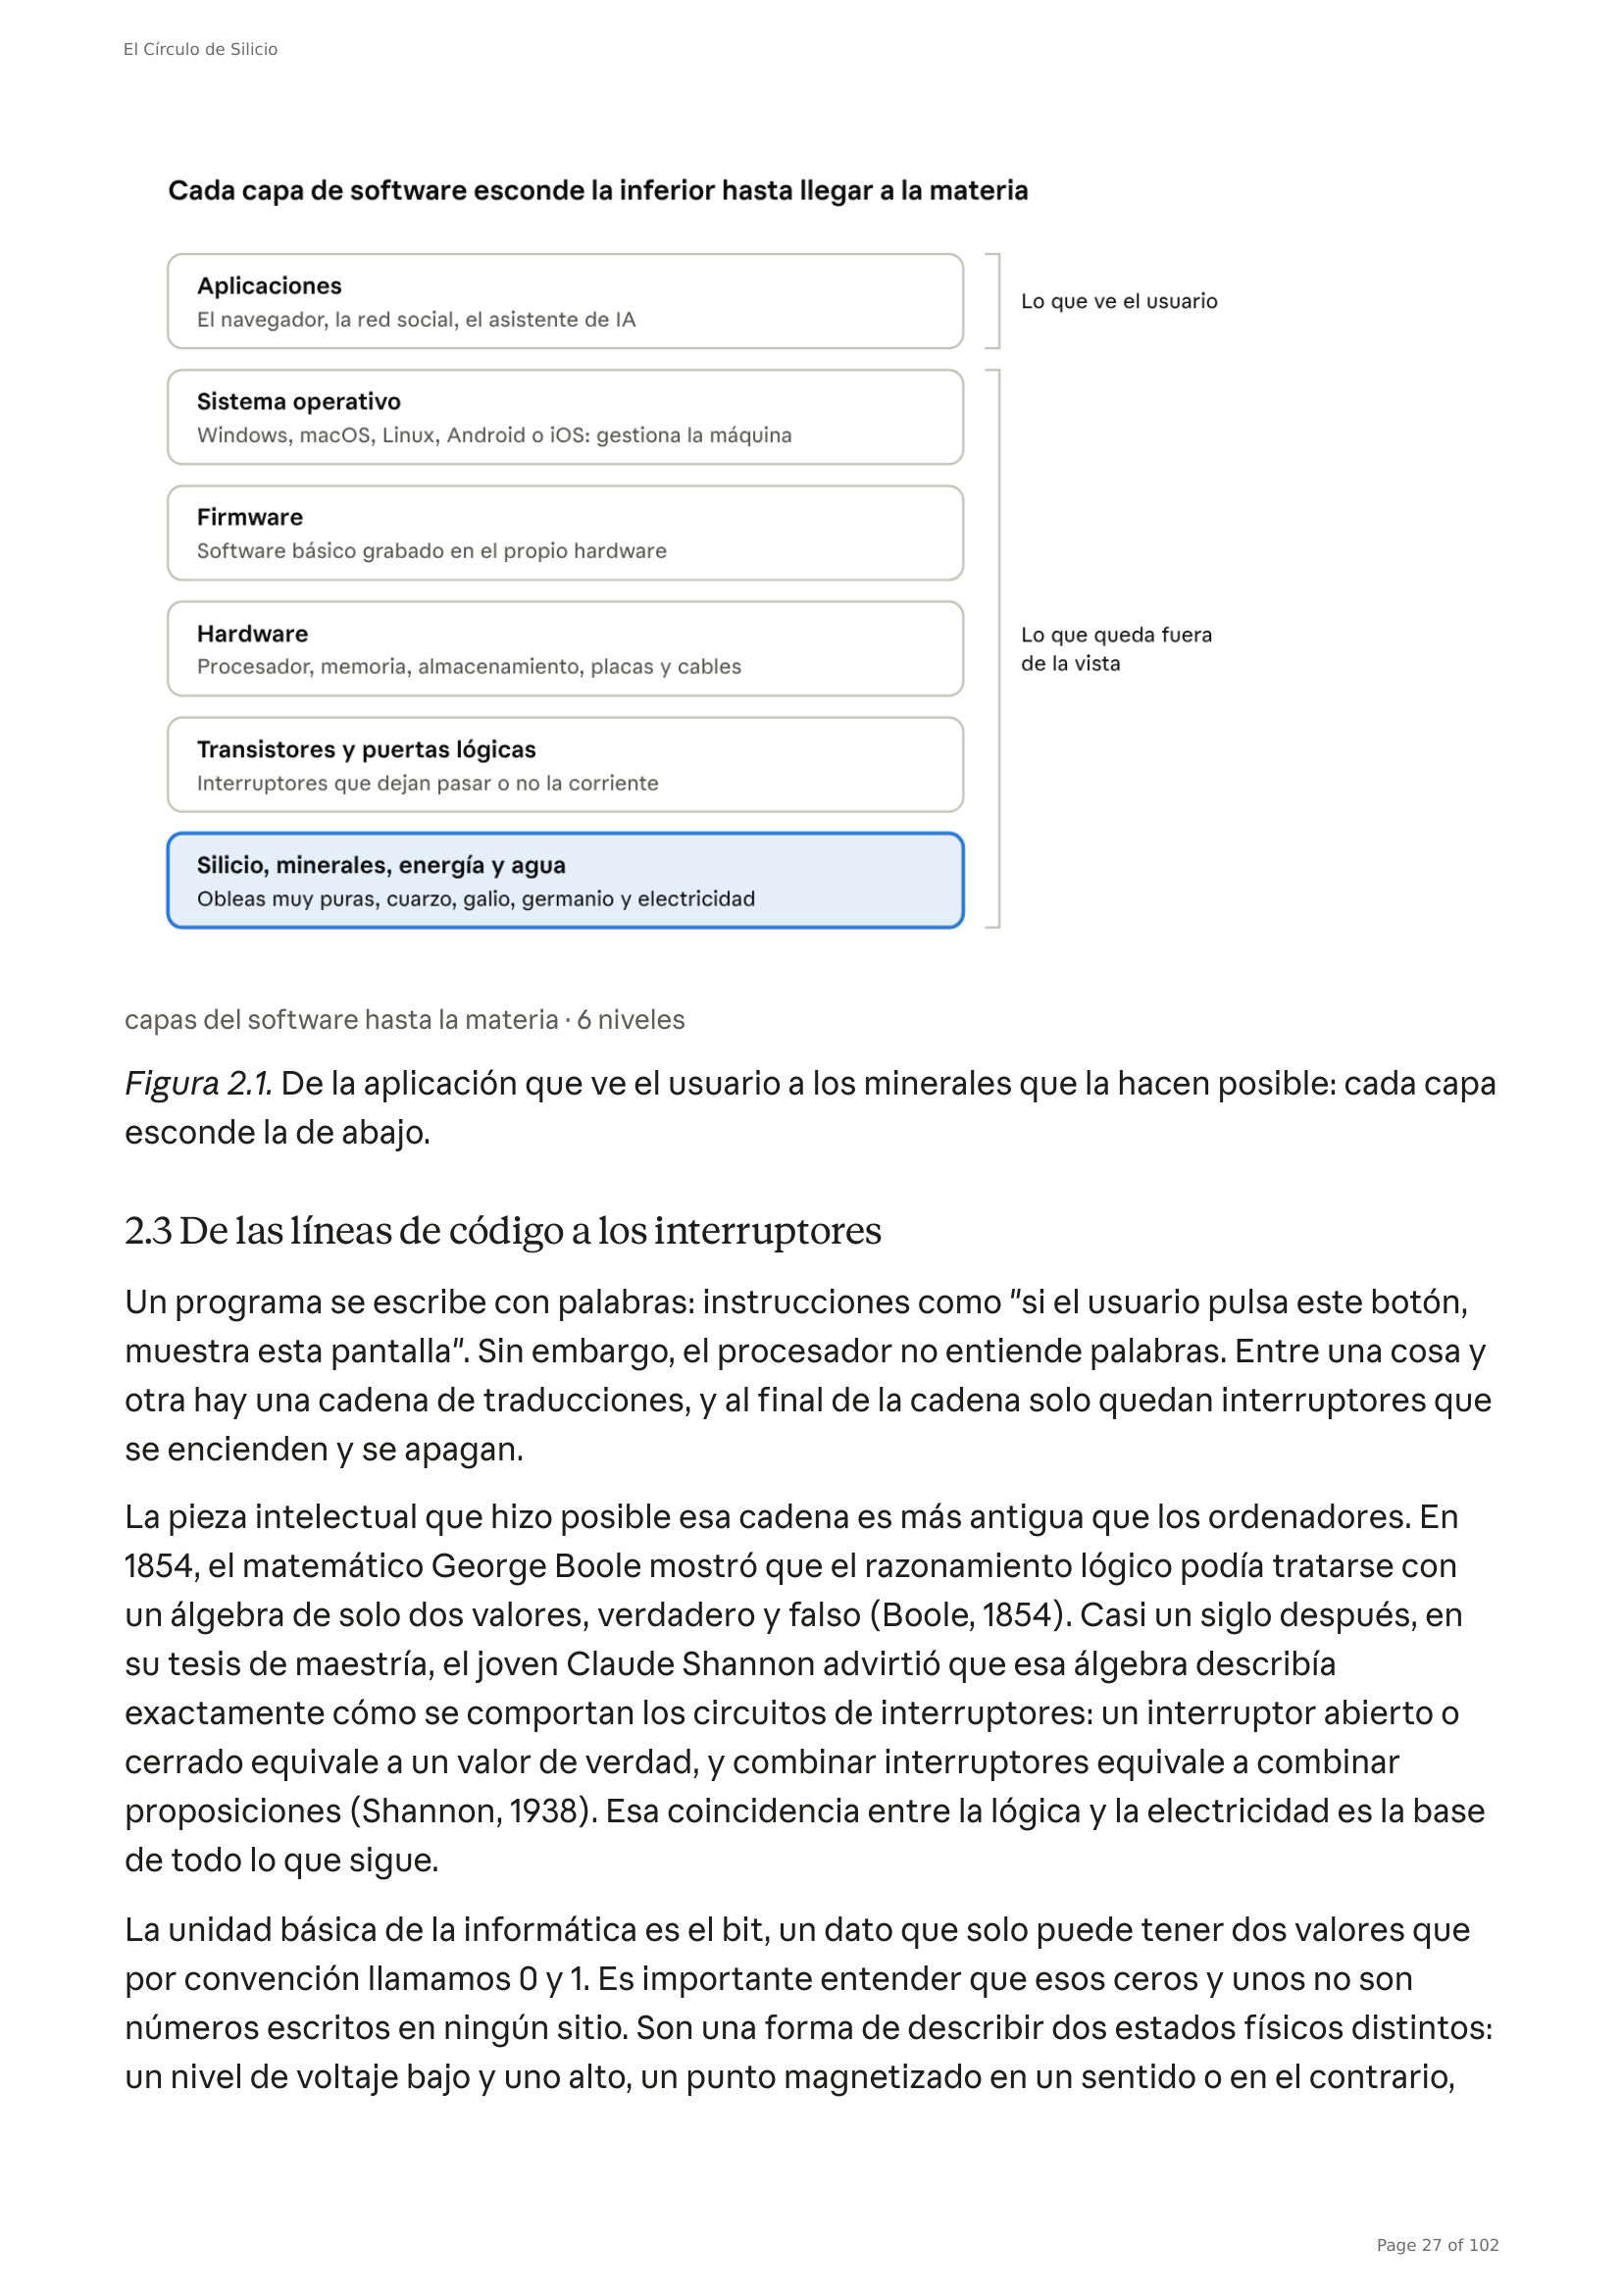 El Círculo de Silicio
Cada capa de software esconde la inferior hasta llegar a la materia
Aplicaciones
El navegador, la red social, el asistente de IA
Lo que ve el usuario
Sistema operativo
Windows, macOS, Linux, Android o iOS: gestiona la máquina
Firmware
Software básico grabado en el propio hardware
Hardware
Procesador, memoria, almacenamiento, placas y cables
Lo que queda fuera
de la vista
Transistores y puertas lógicas
Interruptores que dejan pasar o no la corriente
Silicio, minerales, energía y agua
Obleas muy puras, cuarzo, galio, germanio y electricidad
capas del software hasta la materia · 6 niveles
Figura 2.1. De la aplicación que ve el usuario a los minerales que la hacen posible: cada capa
esconde la de abajo.
2.3 De las líneas de código a los interruptores
Un programa se escribe con palabras: instrucciones como "si el usuario pulsa este botón,
muestra esta pantalla". Sin embargo, el procesador no entiende palabras. Entre una cosa y
otra hay una cadena de traducciones, y al final de la cadena solo quedan interruptores que
se encienden y se apagan.
La pieza intelectual que hizo posible esa cadena es más antigua que los ordenadores. En
1854, el matemático George Boole mostró que el razonamiento lógico podía tratarse con
un álgebra de solo dos valores, verdadero y falso (Boole, 1854). Casi un siglo después, en
su tesis de maestría, el joven Claude Shannon advirtió que esa álgebra describía
exactamente cómo se comportan los circuitos de interruptores: un interruptor abierto o
cerrado equivale a un valor de verdad, y combinar interruptores equivale a combinar
proposiciones (Shannon, 1938). Esa coincidencia entre la lógica y la electricidad es la base
de todo lo que sigue.
La unidad básica de la informática es el bit, un dato que solo puede tener dos valores que
por convención llamamos 0 y 1. Es importante entender que esos ceros y unos no son
números escritos en ningún sitio. Son una forma de describir dos estados físicos distintos:
un nivel de voltaje bajo y uno alto, un punto magnetizado en un sentido o en el contrario,
Page 27 of 102